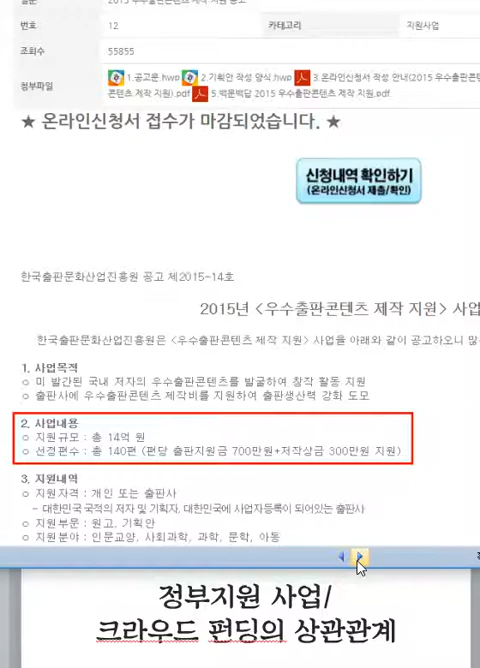 2015 우수출판콘텐츠 제작 지원 공고
번호 12 카테고리 지원사업
조회수 55855
첨부파일 1.공고문.hwp 2.기획안 작성 양식.hwp 3.온라인신청서 작성 안내(2015 우수출판콘텐
콘텐츠 제작 지원).pdf 5.백문백답 2015 우수출판콘텐츠 제작 지원.pdf
★ 온라인신청서 접수가 마감되었습니다. ★
신청내역 확인하기
(온라인신청서 제출/확인)
한국출판문화산업진흥원 공고 제2015-14호
2015년 <우수출판콘텐츠 제작 지원> 사업
한국출판문화산업진흥원은 <우수출판콘텐츠 제작 지원> 사업을 아래와 같이 공고하오니 많
1. 사업목적
○ 미 발간된 국내 저자의 우수출판콘텐츠를 발굴하여 창작 활동 지원
○ 출판사에 우수출판콘텐츠 제작비를 지원하여 출판생산력 강화 도모
2. 사업내용
○ 지원규모 : 총 14억 원
○ 선정편수 : 총 140편 (편당 출판지원금 700만원+저작상금 300만원 지원)
3. 지원내역
○ 지원자격 : 개인 또는 출판사
- 대한민국 국적의 저자 및 기획자, 대한민국에 사업자등록이 되어있는 출판사
○ 지원부문 : 원고, 기획안
○ 지원분야 : 인문교양, 사회과학, 과학, 문학, 아동
정부지원 사업/
크라우드 펀딩의 상관관계